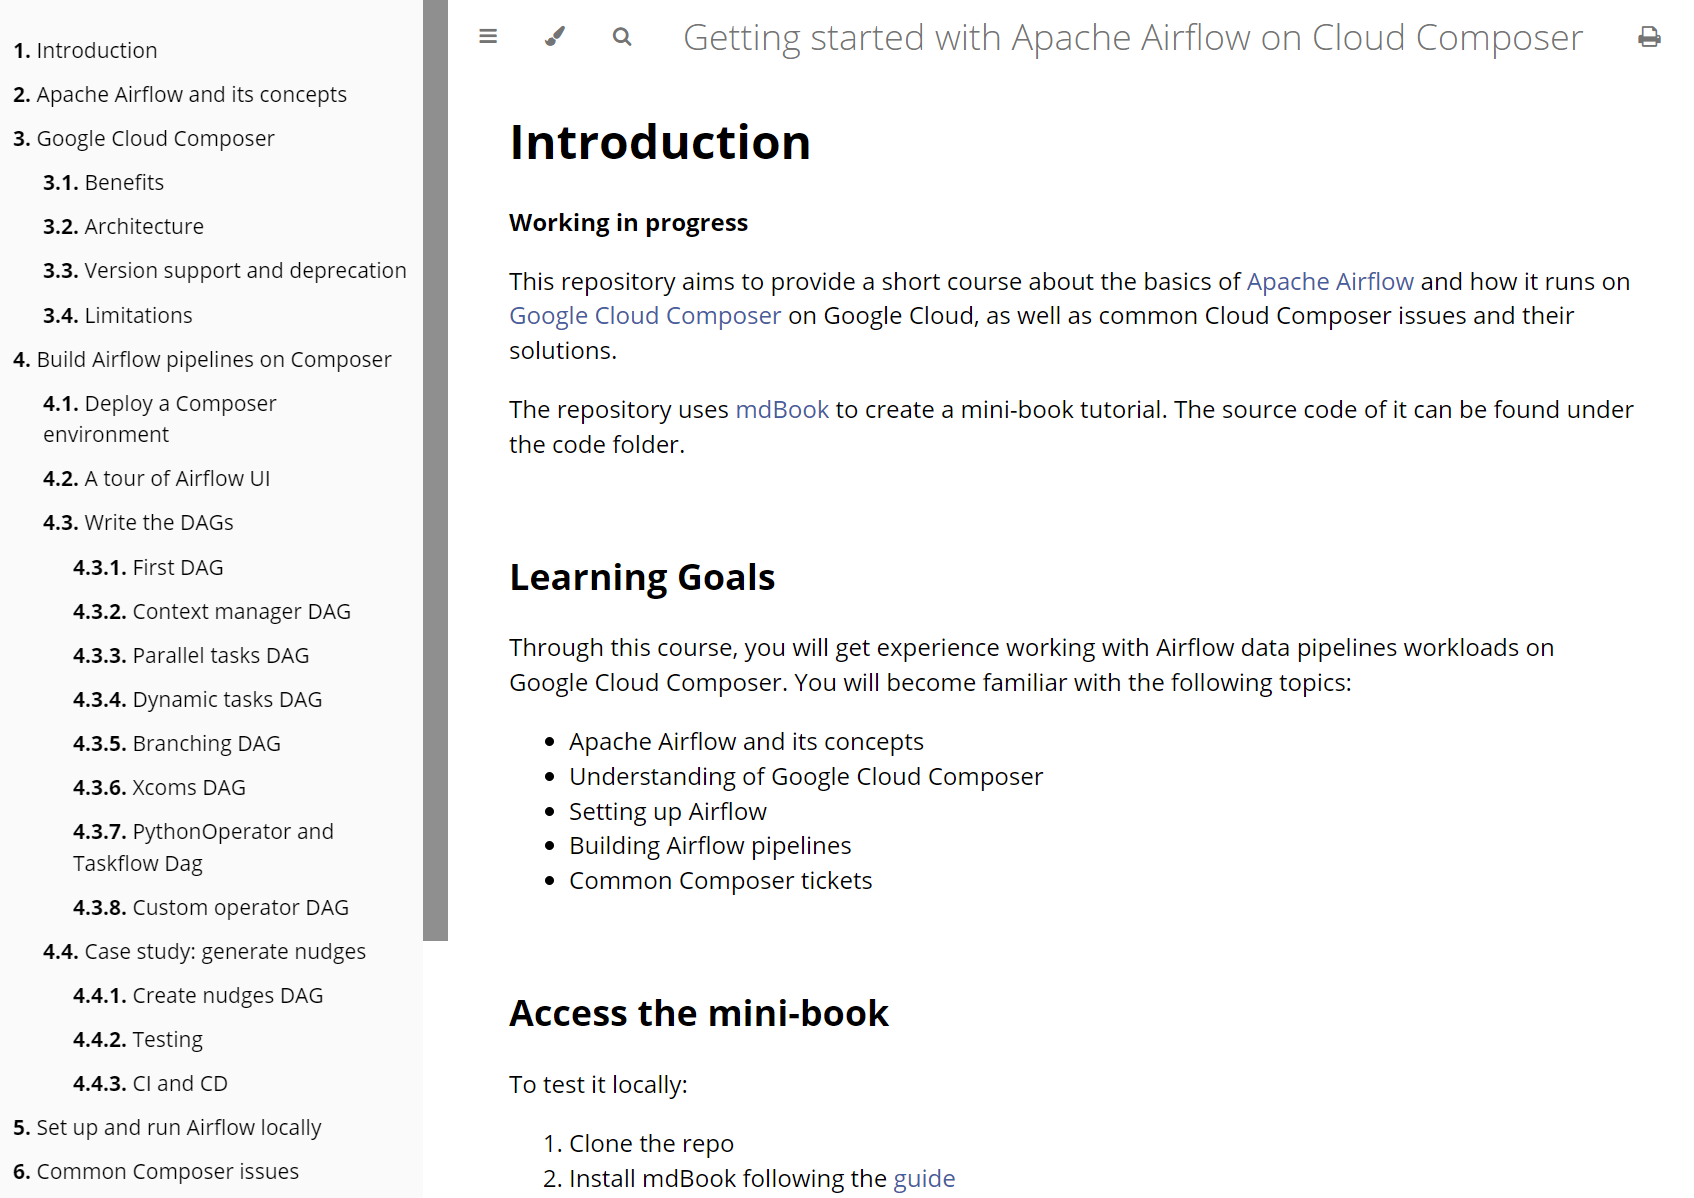 1. Introduction
2. Apache Airflow and its concepts
3. Google Cloud Composer
3.1. Benefits
3.2. Architecture
3.3. Version support and deprecation
3.4. Limitations
4. Build Airflow pipelines on Composer
4.1. Deploy a Composer
environment
4.2. A tour of Airflow UI
4.3. Write the DAGs
4.3.1. First DAG
4.3.2. Context manager DAG
4.3.3. Parallel tasks DAG
4.3.4. Dynamic tasks DAG
4.3.5. Branching DAG
4.3.6. Xcoms DAG
4.3.7. PythonOperator and
Taskflow Dag
4.3.8. Custom operator DAG
4.4. Case study: generate nudges
4.4.1. Create nudges DAG
4.4.2. Testing
4.4.3. CI and CD
5. Set up and run Airflow locally
6. Common Composer issues
Getting started with Apache Airflow on Cloud Composer
Introduction
Working in progress
This repository aims to provide a short course about the basics of Apache Airflow and how it runs on
Google Cloud Composer on Google Cloud, as well as common Cloud Composer issues and their
solutions.
The repository uses mdBook to create a mini-book tutorial. The source code of it can be found under
the code folder.
Learning Goals
Through this course, you will get experience working with Airflow data pipelines workloads on
Google Cloud Composer. You will become familiar with the following topics:
• Apache Airflow and its concepts
• Understanding of Google Cloud Composer
• Setting up Airflow
• Building Airflow pipelines
• Common Composer tickets
Access the mini-book
To test it locally:
1. Clone the repo
2. Install mdBook following the guide